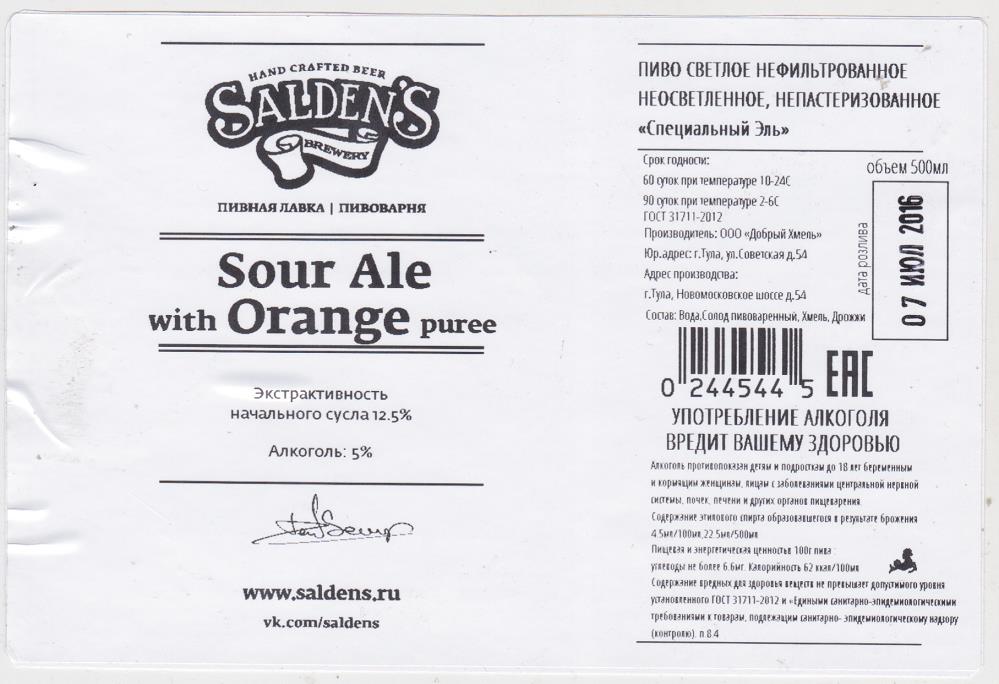 HAND CRAFTED BEER
SALDEN'S
BREWERY
ПИВНАЯ ЛАВКА | ПИВОВАРНЯ
Sour Ale
with Orange puree
Экстрактивность
начального сусла 12.5%
Алкоголь: 5%
www.saldens.ru
vk.com/saldens
ПИВО СВЕТЛОЕ НЕФИЛЬТРОВАННОЕ
НЕОСВЕТЛЕННОЕ, НЕПАСТЕРИЗОВАННОЕ
«Специальный Эль»
Срок годности:
60 суток при температуре 10-24С
90 суток при температуре 2-6С
ГОСТ 31711-2012
Производитель: ООО «Добрый Хмель»
Юр.адрес: г.Тула, ул.Советская д.54
Адрес производства:
г.Тула, Новомосковское шоссе д.54
Состав: Вода,Солод пивоваренный, Хмель, Дрожжи
объем 500мл
дата розлива
07 ИЮЛ 2016
0 244544 5
EAC
УПОТРЕБЛЕНИЕ АЛКОГОЛЯ
ВРЕДИТ ВАШЕМУ ЗДОРОВЬЮ
Алкоголь противопоказан детям и подросткам до 18 лет беременным
и кормящим женщинам, лицам с заболеваниями центральной нервной
системы, почек, печени и других органов пищеварения.
Содержание этилового спирта образовавшегося в результате брожения
4.5мл/100мл,22.5мл/500мл
Пищевая и энергетическая ценностьв 100г пива :
углеводы не более 6.6мг. Калорийность 62 ккал/100мл
Содержание вредных для здоровья веществ не превышает допустимого уровня
установленного ГОСТ 31711-2012 и «Едиными санитарно-эпидемиологическими
требованиями к товарам, подлежащим санитарно- эпидемиологическому надзору
(контролю). п.8.4